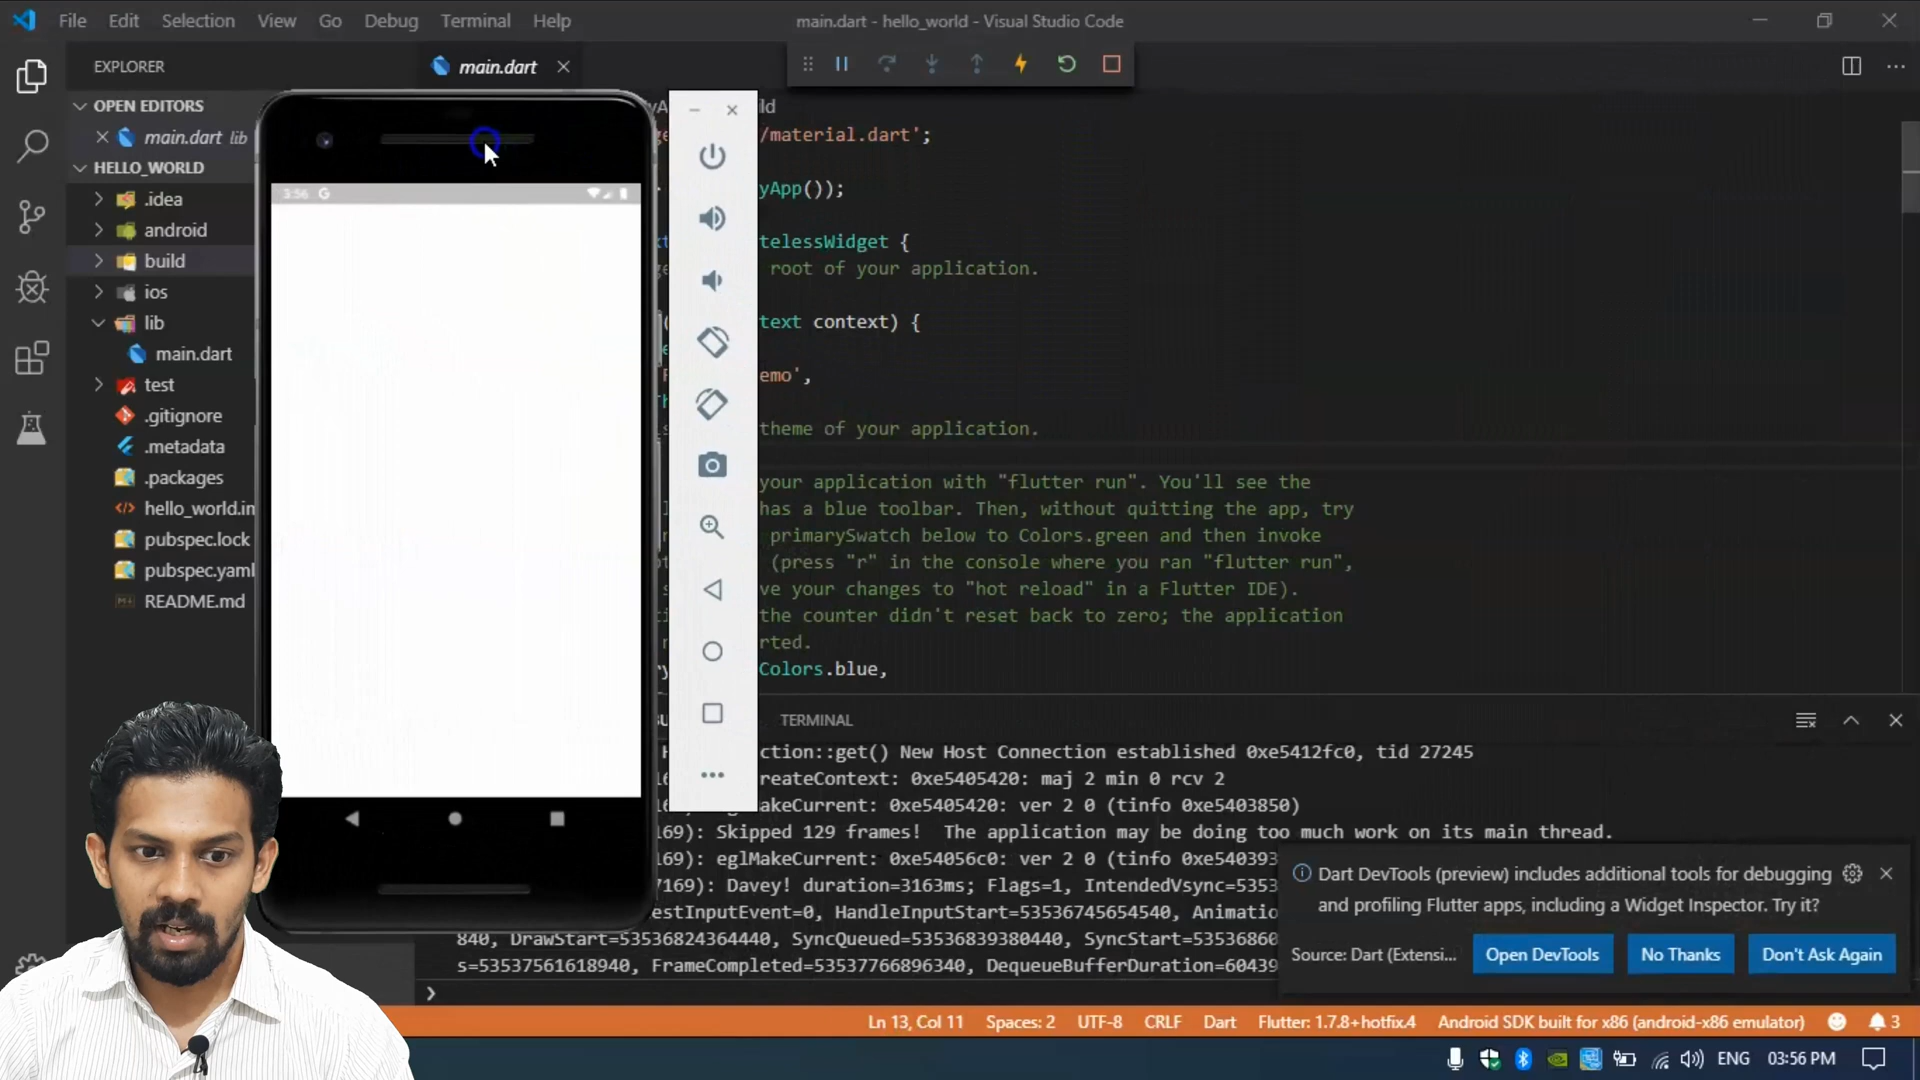 File Edit Selection View Go Debug Terminal Help
main.dart - hello_world - Visual Studio Code
EXPLORER
main.dart
OPEN EDITORS
main.dart lib
HELLO_WORLD
.idea
android
build
ios
lib
main.dart
test
.gitignore
.metadata
.packages
pubspec.lock
README.md
3:56 G
/material.dart';
yApp());
telessWidget {
root of your application.
text context) {
emo',
theme of your application.
your application with "flutter run". You'll see the
has a blue toolbar. Then, without quitting the app, try
primarySwatch below to Colors.green and then invoke
(press "r" in the console where you ran "flutter run",
ve your changes to "hot reload" in a Flutter IDE).
the counter didn't reset back to zero; the application
rted.
Colors.blue,
TERMINAL
ction::get() New Host Connection established 0xe5412fc0, tid 27245
reateContext: 0xe5405420: maj 2 min 0 rcv 2
akeCurrent: 0xe5405420: ver 2 0 (tinfo 0xe5403850)
169): Skipped 129 frames! The application may be doing too much work on its main thread.
169): eglMakeCurrent: 0xe54056c0: ver 2 0 (tinfo 0xe540393
7169): Davey! duration=3163ms; Flags=1, IntendedVsync=5353
estInputEvent=0, HandleInputStart=53536745654540, Animatio
840, DrawStart=53536824364440, SyncQueued=53536839380440, SyncStart=5353686
s=53537561618940, FrameCompleted=53537766896340, DequeueBufferDuration=60439
Dart DevTools (preview) includes additional tools for debugging
and profiling Flutter apps, including a Widget Inspector. Try it?
Source: Dart (Extensi...
Open DevTools
No Thanks
Don't Ask Again
Ln 13, Col 11 Spaces: 2 UTF-8 CRLF Dart Flutter: 1.7.8+hotfix.4 Android SDK built for x86 (android-x86 emulator) 3
ENG 03:56 PM